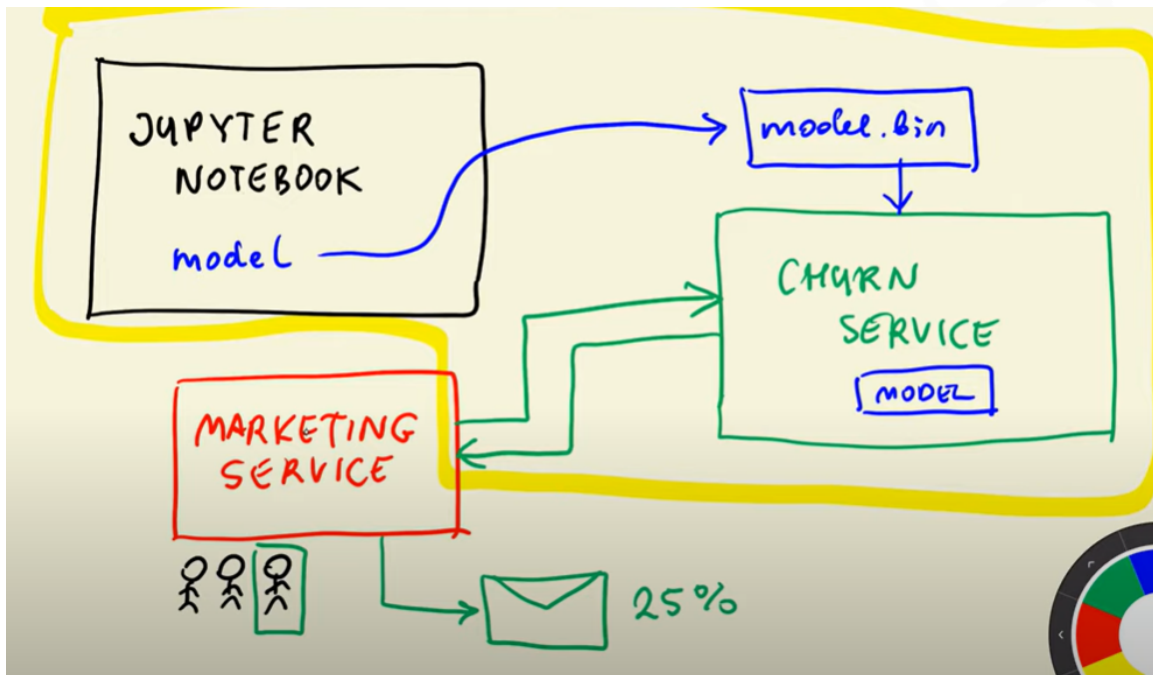 JUPYTER
NOTEBOOK
model
model.bin
CHURN
SERVICE
MODEL
MARKETING
SERVICE
25%